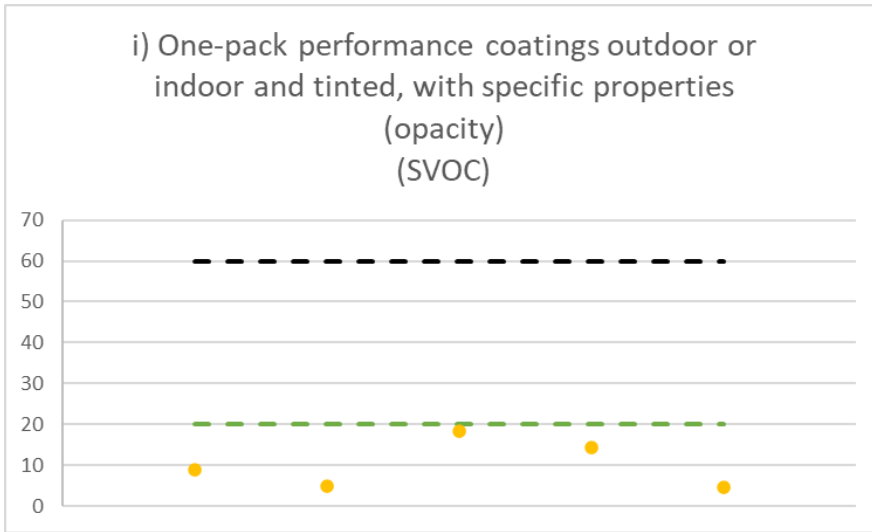 i) One-pack performance coatings outdoor or
indoor and tinted, with specific properties
(opacity)
(SVOC)
70
60
50
40
30
20
10
0